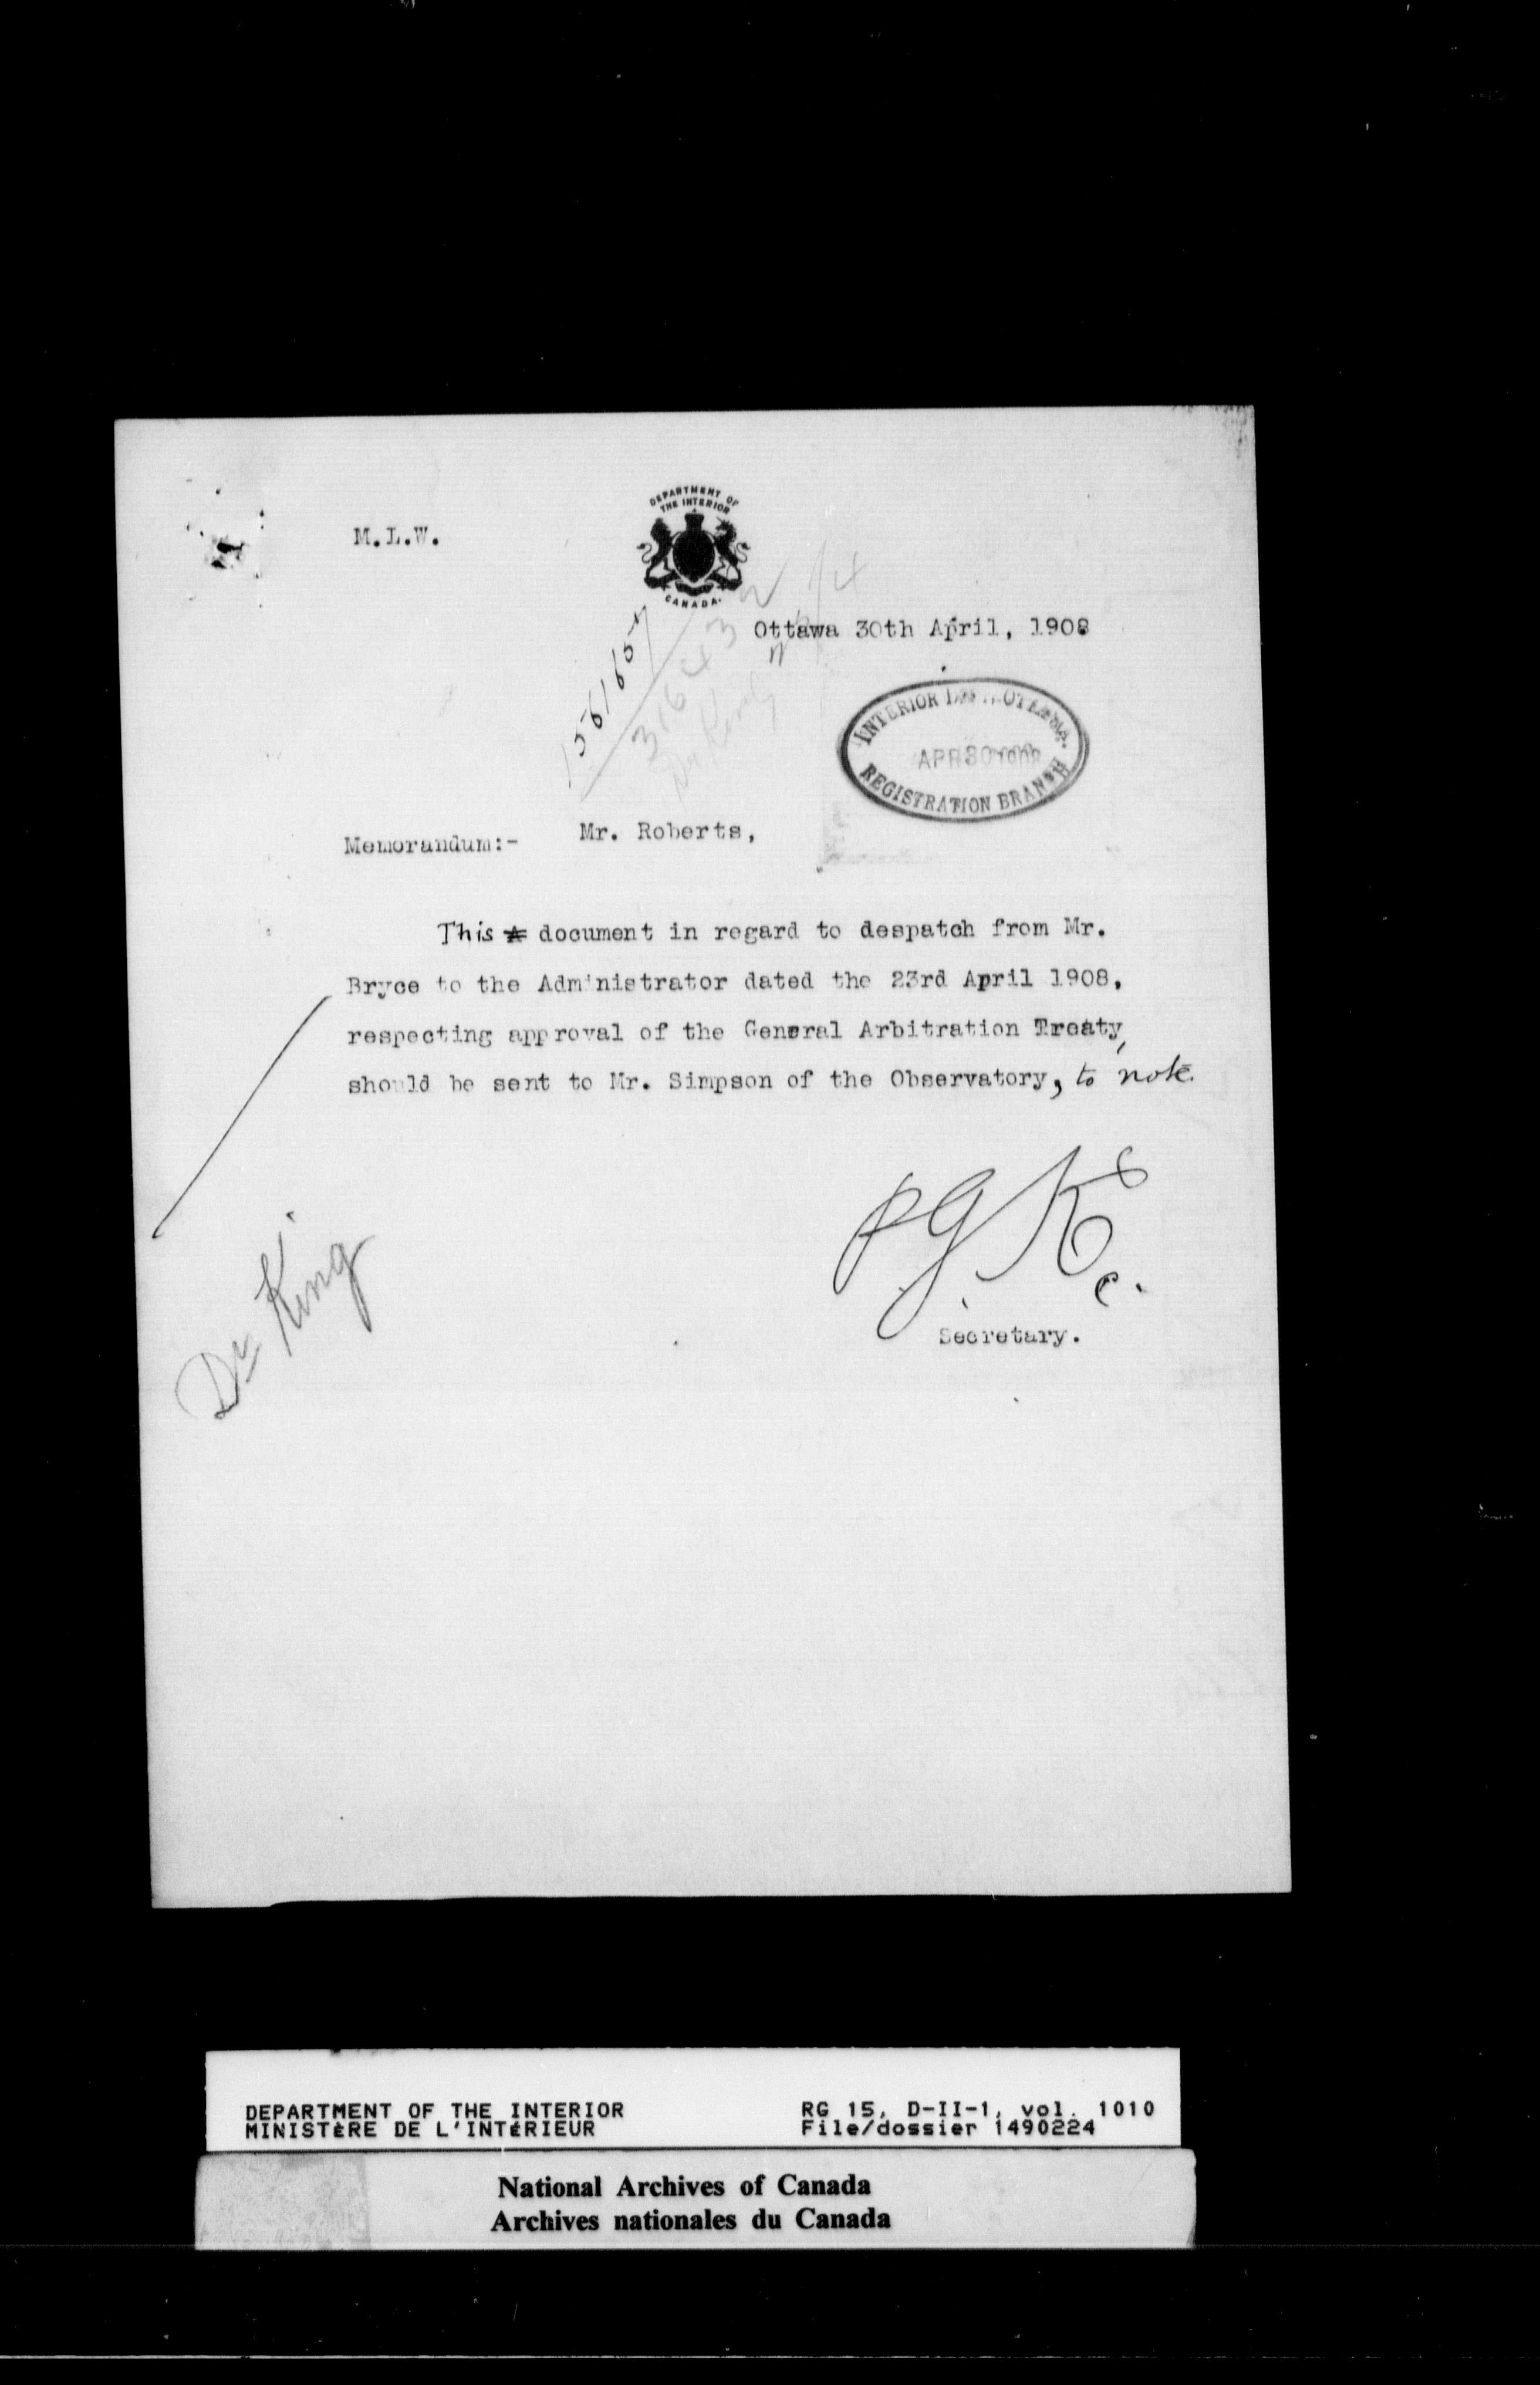 M.L.W.
DEPARTMENT OF
THE INTERIOR
CANADA.
Ottawa 30th April, 1908
1581657
31643
INTERIOR
APR 30
REGISTRATION BRANCH
Memorandum:- Mr. Roberts,
This document in regard to despatch from Mr.
Bryce to the Administrator dated the 23rd April 1908,
respecting approval of the General Arbitration Treaty,
should be sent to Mr. Simpson of the Observatory, to note.
Secretary.
Dr King
DEPARTMENT OF THE INTERIOR RG 15, D-II-1, vol. 1010
MINISTÈRE DE L'INTÉRIEUR File/dossier 1490224
National Archives of Canada
Archives nationales du Canada